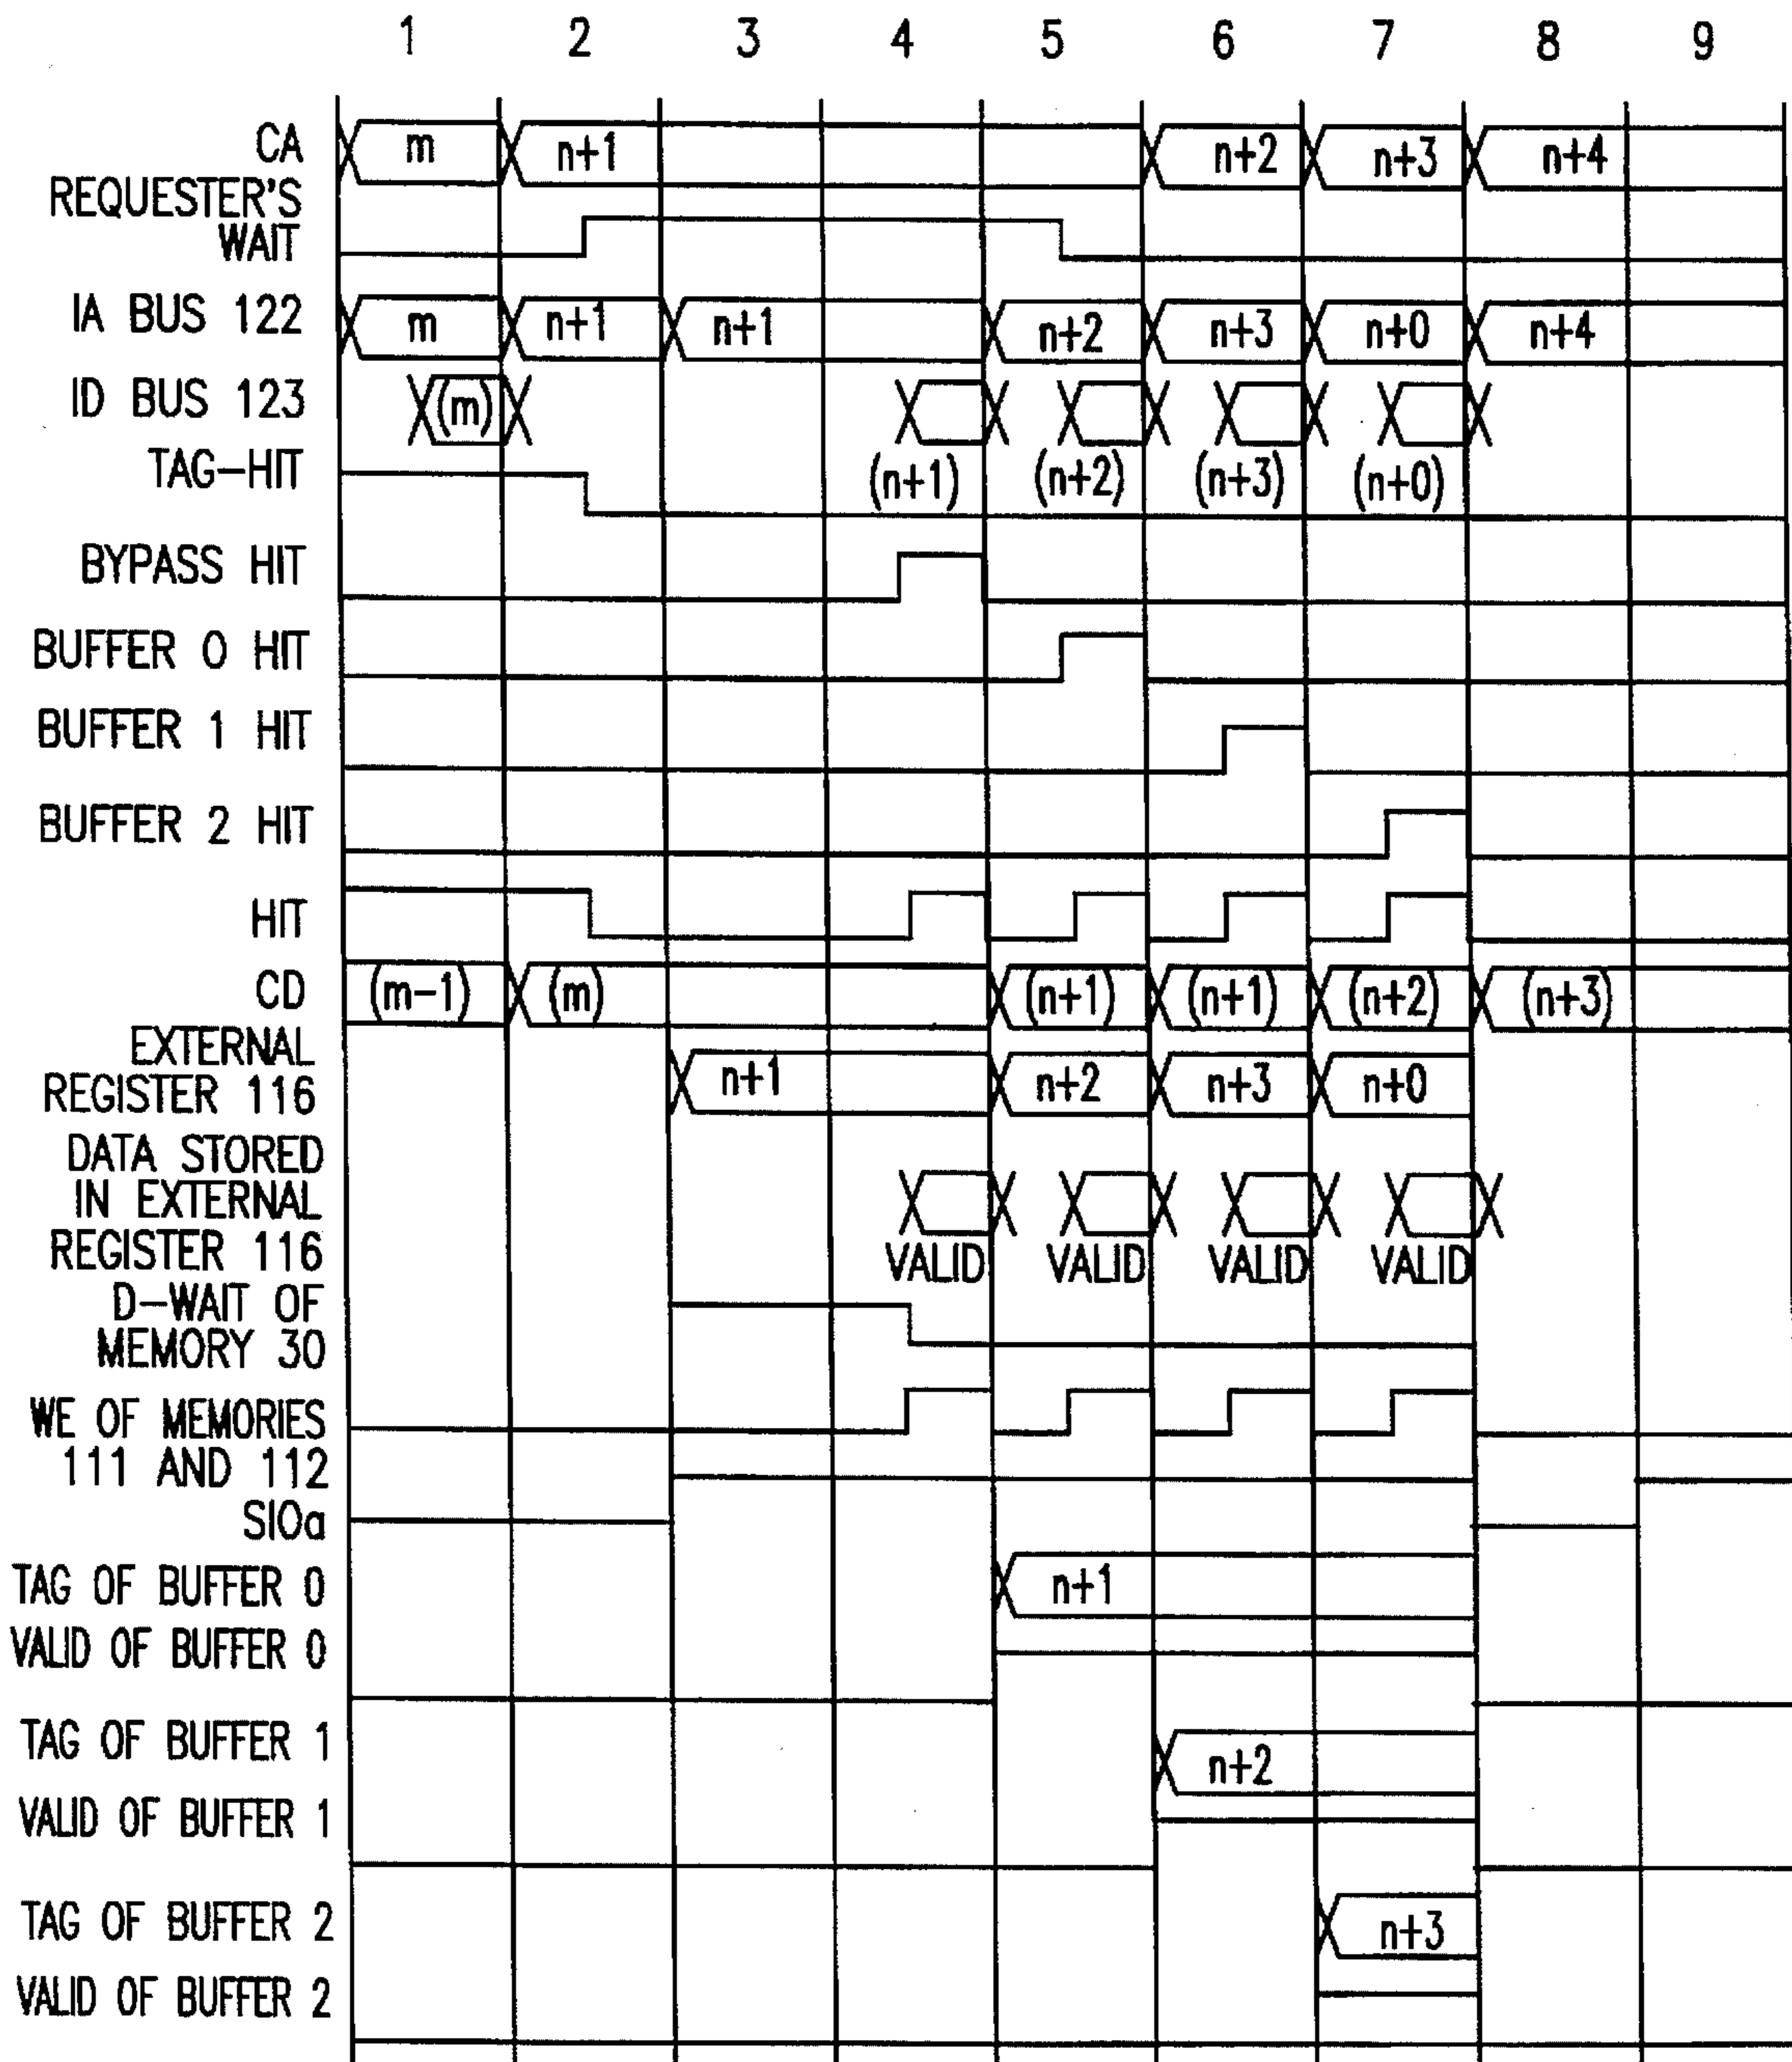 1 2 3 4 5 6 7 8 9
CA m n+1 n+2 n+3 n+4
REQUESTER'S
WAIT
IA BUS 122 m n+1 n+1 n+2 n+3 n+0 n+4
ID BUS 123 (m)
TAG-HIT (n+1) (n+2) (n+3) (n+0)
BYPASS HIT
BUFFER 0 HIT
BUFFER 1 HIT
BUFFER 2 HIT
HIT
CD (m-1) (m) (n+1) (n+1) (n+2) (n+3)
EXTERNAL
REGISTER 116 n+1 n+2 n+3 n+0
DATA STORED
IN EXTERNAL
REGISTER 116 VALID VALID VALID VALID
D-WAIT OF
MEMORY 30
WE OF MEMORIES
111 AND 112
SIOa
TAG OF BUFFER 0 n+1
VALID OF BUFFER 0
TAG OF BUFFER 1 n+2
VALID OF BUFFER 1
TAG OF BUFFER 2 n+3
VALID OF BUFFER 2